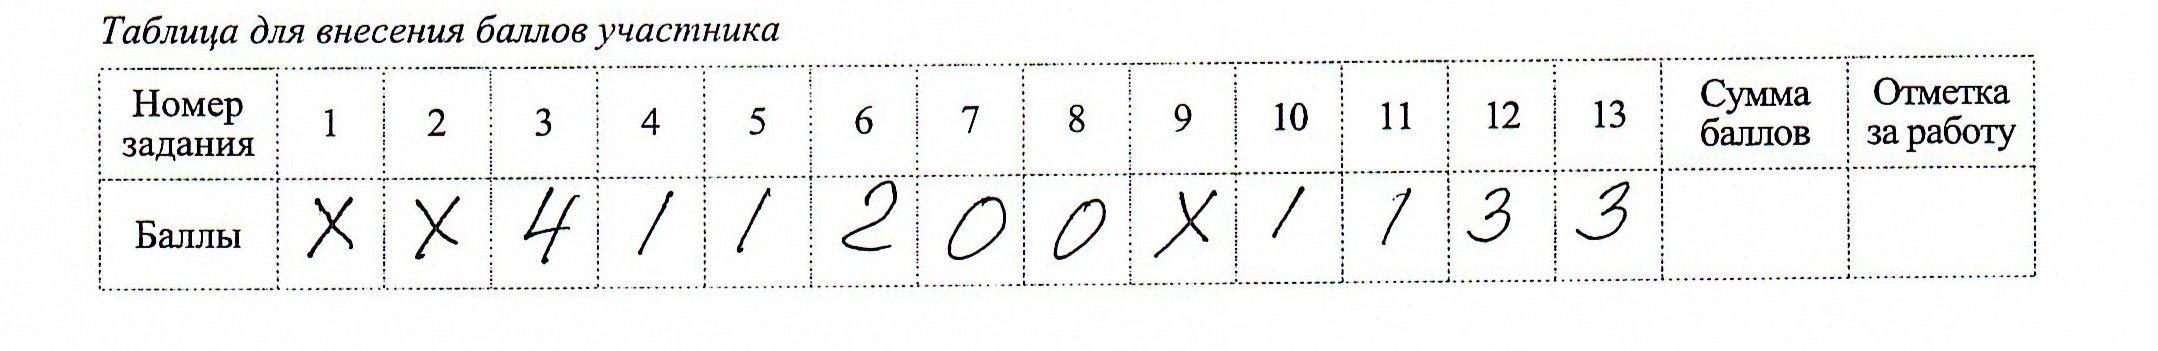 Таблица для внесения баллов участника
Номер задания 1 2 3 4 5 6 7 8 9 10 11 12 13 Сумма баллов Отметка за работу
Баллы X X 4 1 1 2 0 0 X 1 1 3 3